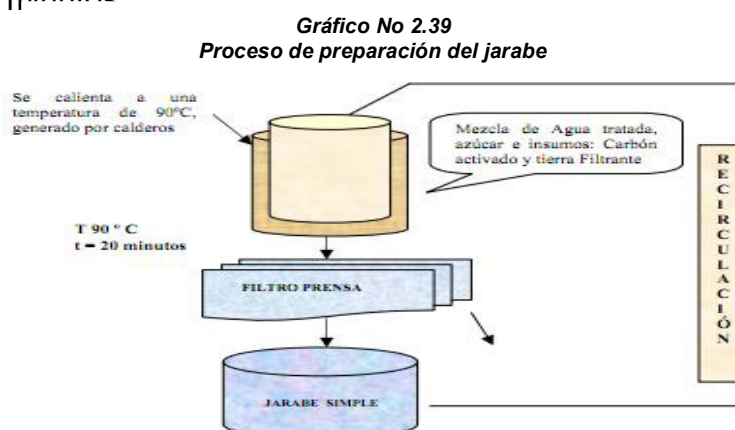 Gráfico No 2.39
Proceso de preparación del jarabe
Se calienta a una
temperatura de 90ºC,
generado por calderos
Mezcla de Agua tratada,
azúcar e insumos: Carbón
activado y tierra Filtrante
T 90 º C
t = 20 minutos
FILTRO PRENSA
JARABE SIMPLE
R
E
C
I
R
C
U
L
A
C
I
Ó
N